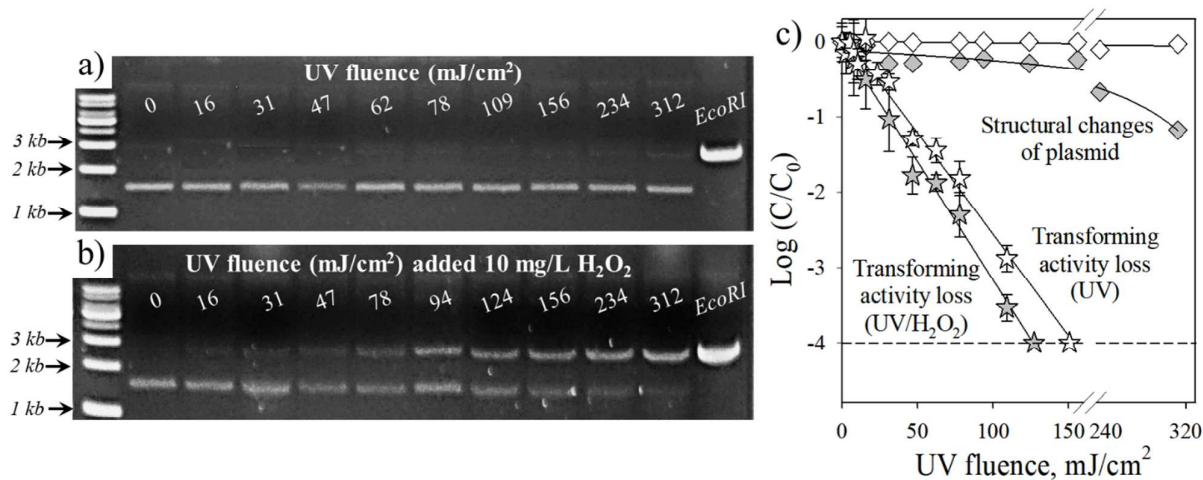 a)
UV fluence (mJ/cm²)
0 16 31 47 62 78 109 156 234 312 EcoRI
3 kb
2 kb
1 kb
b)
UV fluence (mJ/cm²) added 10 mg/L H₂O₂
0 16 31 47 78 94 124 156 234 312 EcoRI
3 kb
2 kb
1 kb
c)
Log (C/C₀)
0
-1
-2
-3
-4
Structural changes
of plasmid
Transforming
activity loss
(UV/H₂O₂)
Transforming
activity loss
(UV)
0 50 100 150 240 320
UV fluence, mJ/cm²